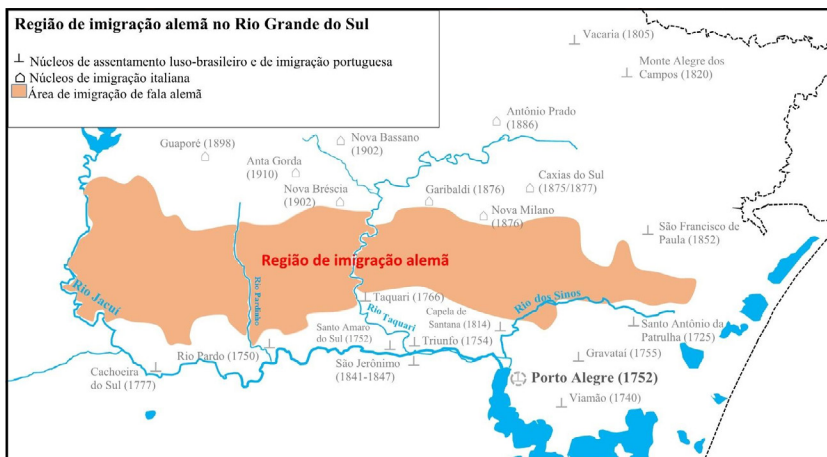 Região de imigração alemã no Rio Grande do Sul
Núcleos de assentamento luso-brasileiro e de imigração portuguesa
Núcleos de imigração italiana
Área de imigração de fala alemã
Vacaria (1805)
Monte Alegre dos
Campos (1820)
Antônio Prado
(1886)
Guaporé (1898)
Nova Bassano
(1902)
Anta Gorda
(1910)
Nova Bréscia
(1902)
Garibaldi (1876)
Caxias do Sul
(1875/1877)
Nova Milano
(1876)
São Francisco de
Paula (1852)
Região de imigração alemã
Rio Jacuí
Rio Pardinho
Taquari (1766)
Rio Taquari
Capela de
Santana (1814)
Rio dos Sinos
Santo Antônio da
Patrulha (1725)
Santo Amaro
do Sul (1752)
Triunfo (1754)
Rio Pardo (1750)
São Jerônimo
(1841-1847)
Gravataí (1755)
Cachoeira
do Sul (1777)
Porto Alegre (1752)
Viamão (1740)